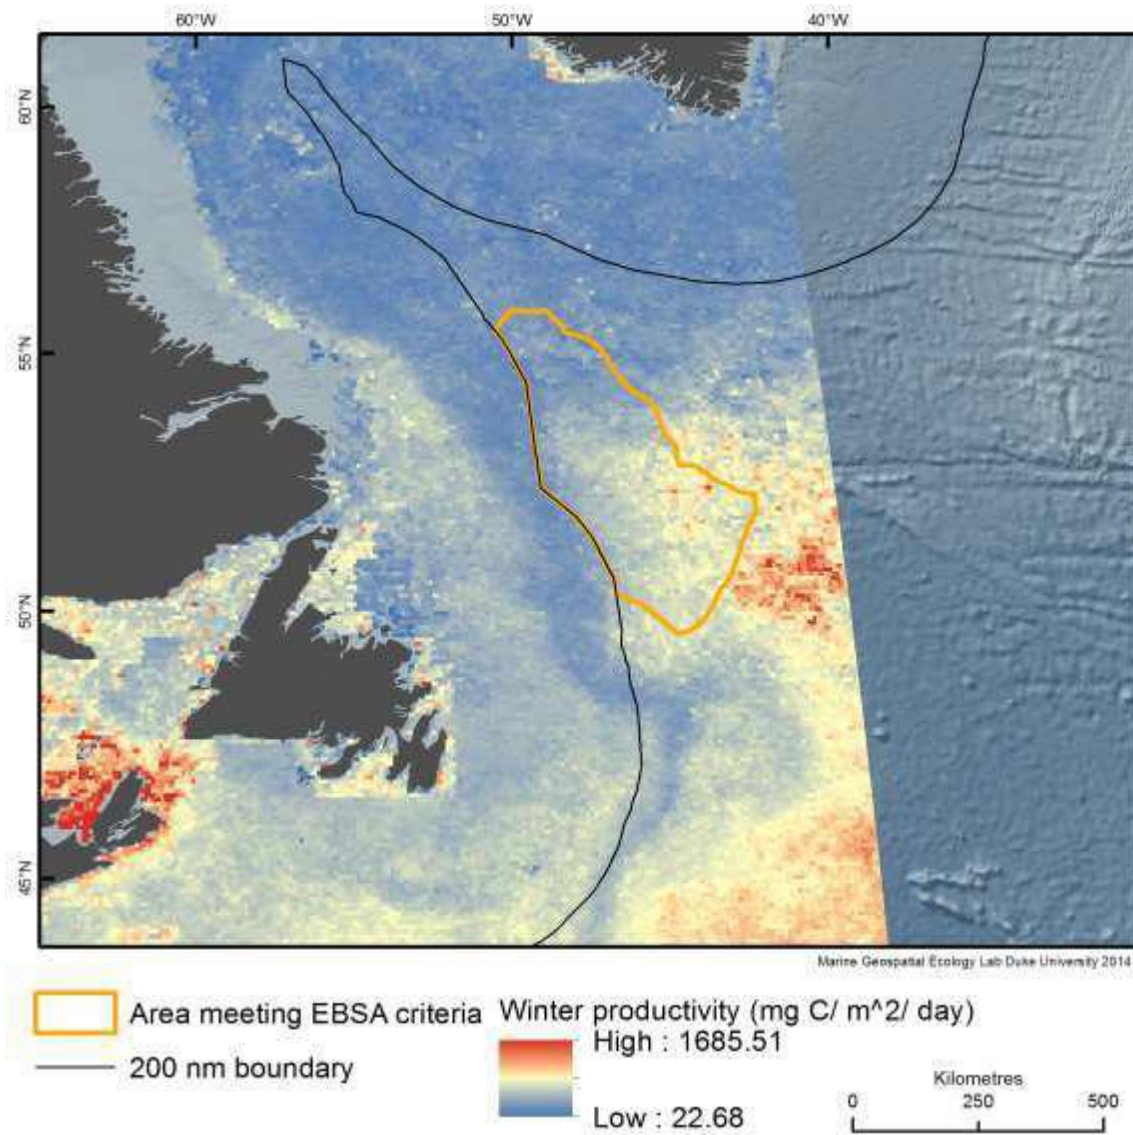 60°W 50°W 40°W
60°N
55°N
50°N
45°N
Marine Geospatial Ecology Lab Duke University 2014
Area meeting EBSA criteria
200 nm boundary
Winter productivity (mg C/ m^2/ day)
High : 1685.51
Low : 22.68
Kilometres
0 250 500